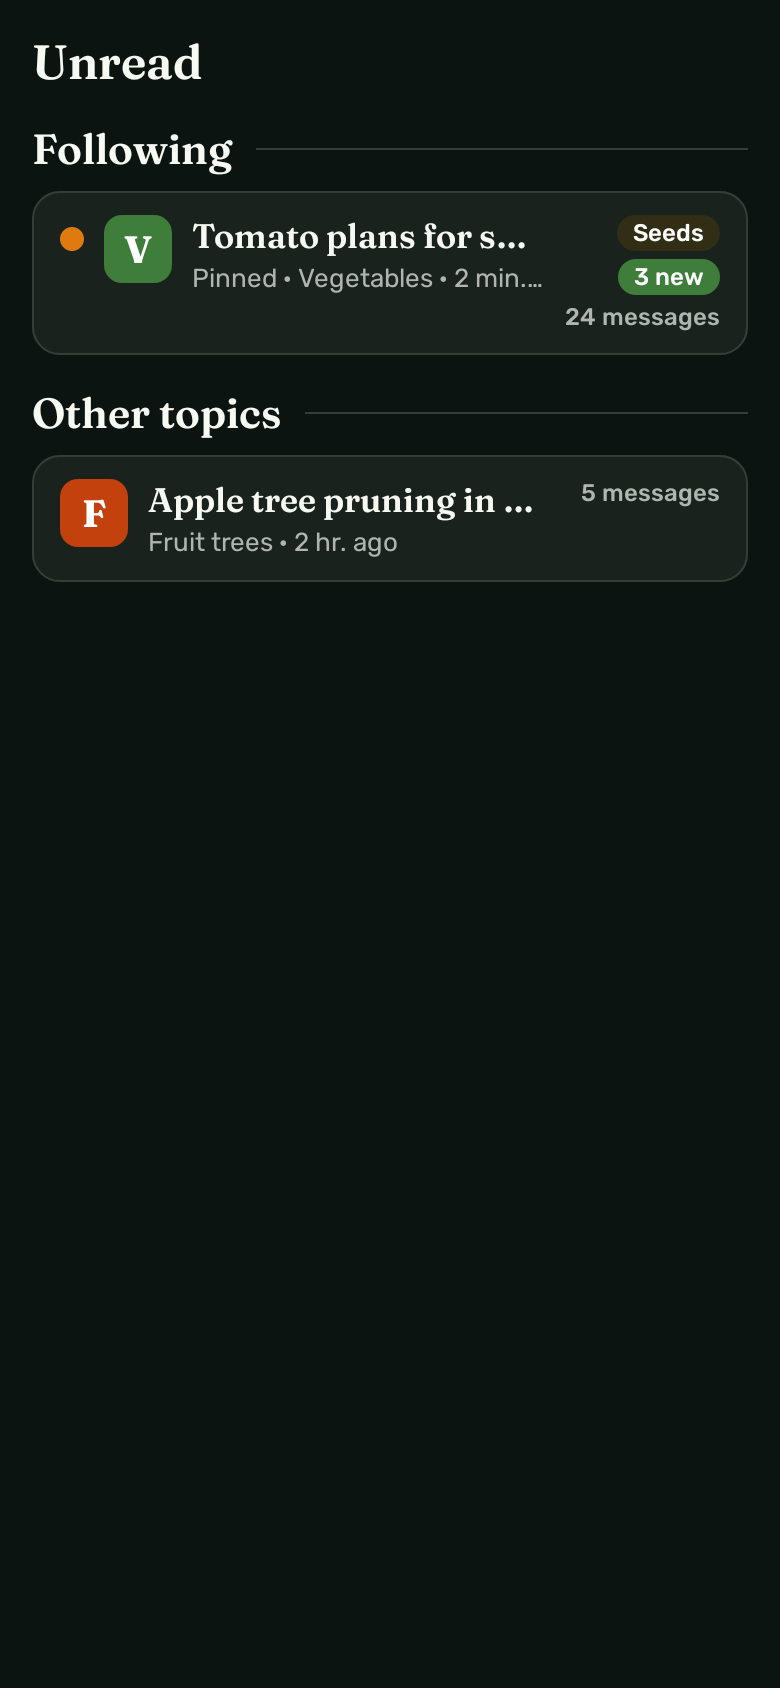 Unread
Following
V
Tomato plans for s...
Seeds
Pinned • Vegetables • 2 min....
3 new
24 messages
Other topics
F
Apple tree pruning in ...
5 messages
Fruit trees • 2 hr. ago